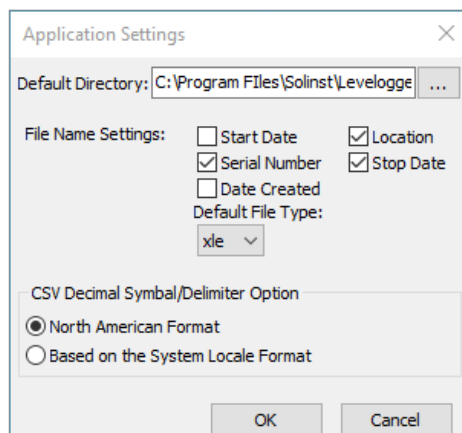 Application Settings
Default Directory: C:\Program FIles\Solinst\Levelogge ...
File Name Settings: Start Date Location
Serial Number Stop Date
Date Created
Default File Type:
xle
CSV Decimal Symbol/Delimiter Option
North American Format
Based on the System Locale Format
OK Cancel